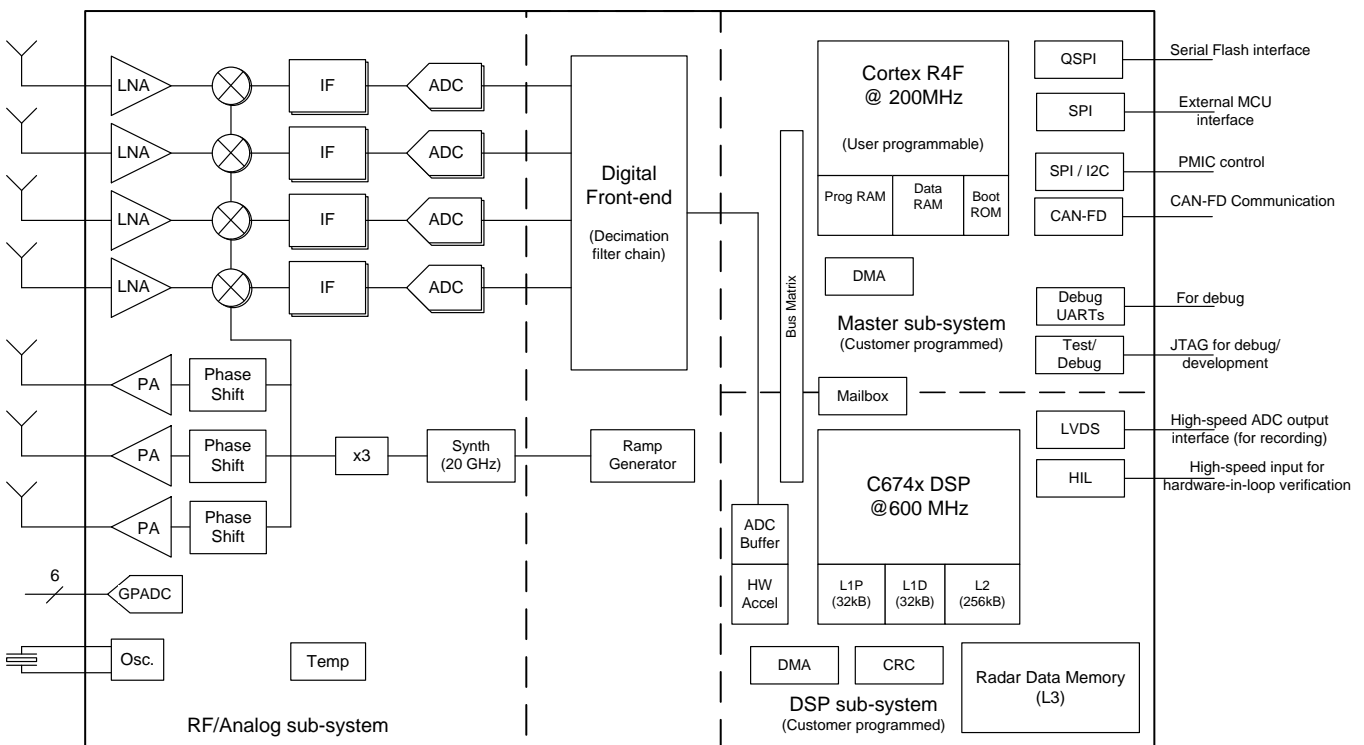 LNA
IF
ADC
LNA
IF
ADC
LNA
IF
ADC
LNA
IF
ADC
PA
Phase
Shift
PA
Phase
Shift
PA
Phase
Shift
x3
Synth
(20 GHz)
6
GPADC
Osc.
Temp
RF/Analog sub-system
Digital
Front-end
(Decimation
filter chain)
Ramp
Generator
Bus Matrix
Cortex R4F
@ 200MHz
(User programmable)
Prog RAM
Data
RAM
Boot
ROM
DMA
Master sub-system
(Customer programmed)
Mailbox
QSPI
Serial Flash interface
SPI
External MCU
interface
SPI / I2C
PMIC control
CAN-FD
CAN-FD Communication
Debug
UARTs
For debug
Test/
Debug
JTAG for debug/
development
LVDS
High-speed ADC output
interface (for recording)
HIL
High-speed input for
hardware-in-loop verification
C674x DSP
@600 MHz
L1P
(32kB)
L1D
(32kB)
L2
(256kB)
ADC
Buffer
HW
Accel
DMA
CRC
Radar Data Memory
(L3)
DSP sub-system
(Customer programmed)